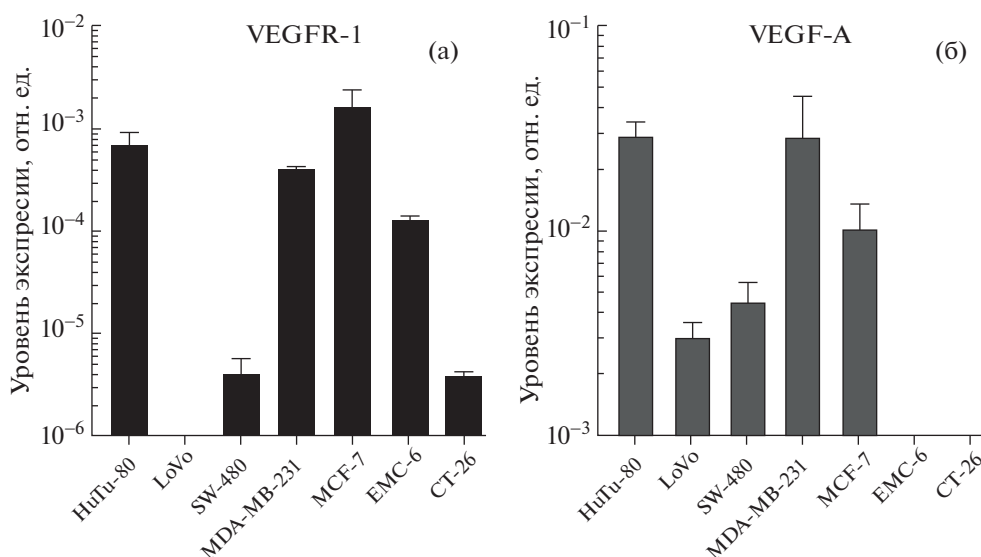 VEGFR-1
(а)
Уровень экспресии, отн. ед.
10⁻²
10⁻³
10⁻⁴
10⁻⁵
10⁻⁶
HuTu-80
LoVo
SW-480
MDA-MB-231
MCF-7
EMC-6
CT-26
VEGF-A
(б)
Уровень экспресии, отн. ед.
10⁻¹
10⁻²
10⁻³
HuTu-80
LoVo
SW-480
MDA-MB-231
MCF-7
EMC-6
CT-26